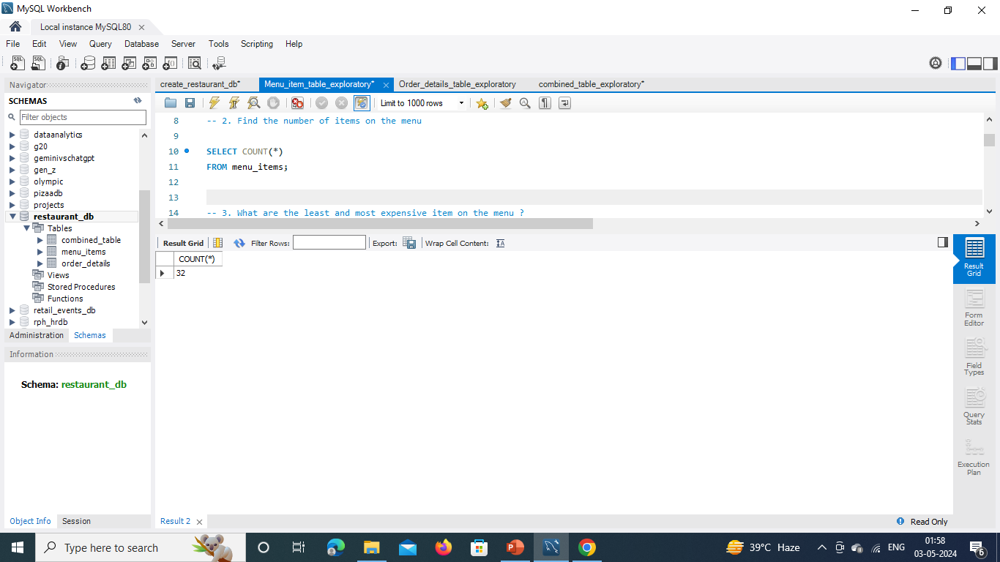 MySQL Workbench
Local instance MySQL80
File Edit View Query Database Server Tools Scripting Help
Navigator
SCHEMAS
Filter objects
dataanalytics
g20
geminivschatgpt
gen_z
olympic
pizaadb
projects
restaurant_db
Tables
combined_table
menu_items
order_details
Views
Stored Procedures
Functions
retail_events_db
rph_hrdb
Administration Schemas
Information
Schema: restaurant_db
Object Info Session
create_restaurant_db* Menu_item_table_exploratory* Order_details_table_exploratory combined_table_exploratory*
Limit to 1000 rows
8 -- 2. Find the number of items on the menu
9
10 SELECT COUNT(*)
11 FROM menu_items;
12
13
14 -- 3. What are the least and most expensive item on the menu ?
Result Grid Filter Rows: Export: Wrap Cell Content:
COUNT(*)
32
Result
Grid
Form
Editor
Field
Types
Query
Stats
Execution
Plan
Result 2 Read Only
Type here to search
39°C Haze ENG
01:58
03-05-2024
6